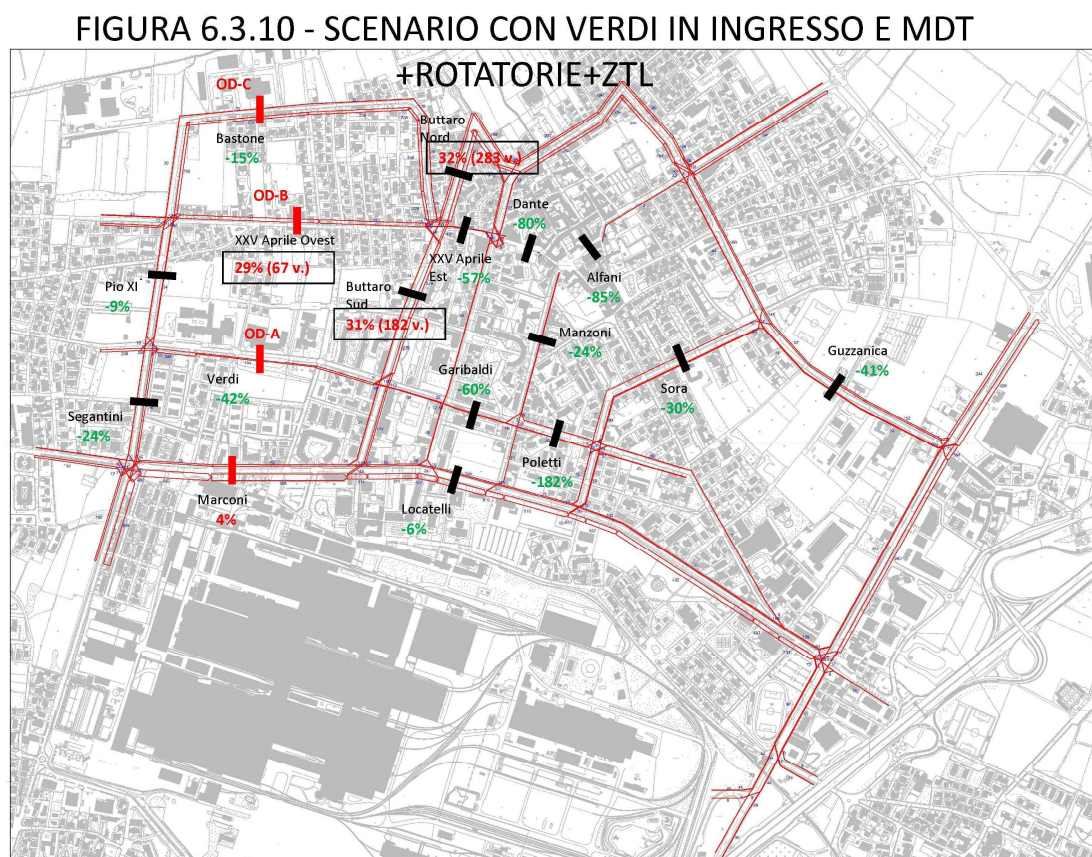 FIGURA 6.3.10 - SCENARIO CON VERDI IN INGRESSO E MDT
+ROTATORIE+ZTL
OD-C
Bastone
-15%
Buttaro
Nord
32% (283 v.)
OD-B
XXV Aprile Ovest
29% (67 v.)
Dante
-80%
XXV Aprile
Est
-57%
Alfani
-85%
Pio XI
-9%
Buttaro
Sud
31% (182 v.)
OD-A
Verdi
-42%
Manzoni
-24%
Garibaldi
-60%
Sora
-30%
Guzzanica
-41%
Segantini
-24%
Poletti
-182%
Marconi
4%
Locatelli
-6%